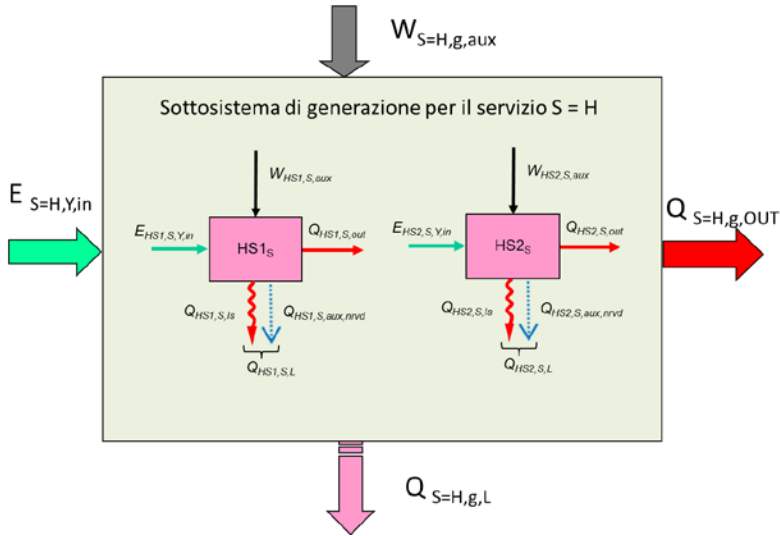 W S=H,g,aux
Sottosistema di generazione per il servizio S = H
W HS1,S,aux
W HS2,S,aux
E S=H,Y,in
Q S=H,g,OUT
E HS1,S,Y,in
HS1 S
Q HS1,S,out
E HS2,S,Y,in
HS2 S
Q HS2,S,out
Q HS1,S,ls
Q HS1,S,aux,nrvd
Q HS2,S,ls
Q HS2,S,aux,nrvd
Q HS1,S,L
Q HS2,S,L
Q S=H,g,L